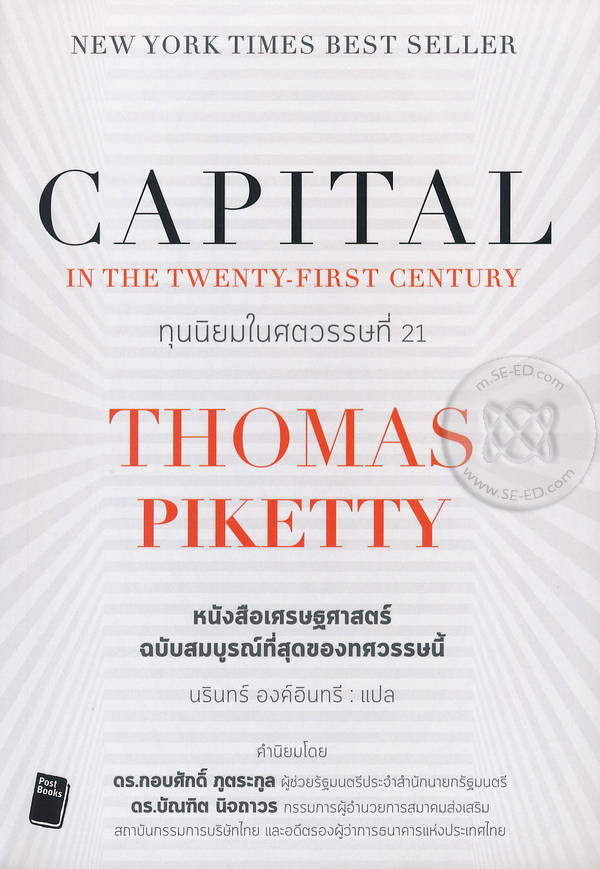 NEW YORK TIMES BEST SELLER
CAPITAL
IN THE TWENTY-FIRST CENTURY
ทุนนิยมในศตวรรษที่ 21
m.SE-ED.com
www.SE-ED.com
THOMAS
PIKETTY
หนังสือเศรษฐศาสตร์
ฉบับสมบูรณ์ที่สุดของทศวรรษนี้
นรินทร์ องค์อินทรี : แปล
คำนิยมโดย
Post
Books
ดร.กอบศักดิ์ ภูตระกูล ผู้ช่วยรัฐมนตรีประจำสำนักนายกรัฐมนตรี
ดร.บัณฑิต นิจถาวร กรรมการผู้อำนวยการสมาคมส่งเสริม
สถาบันกรรมการบริษัทไทย และอดีตรองผู้ว่าการธนาคารแห่งประเทศไทย